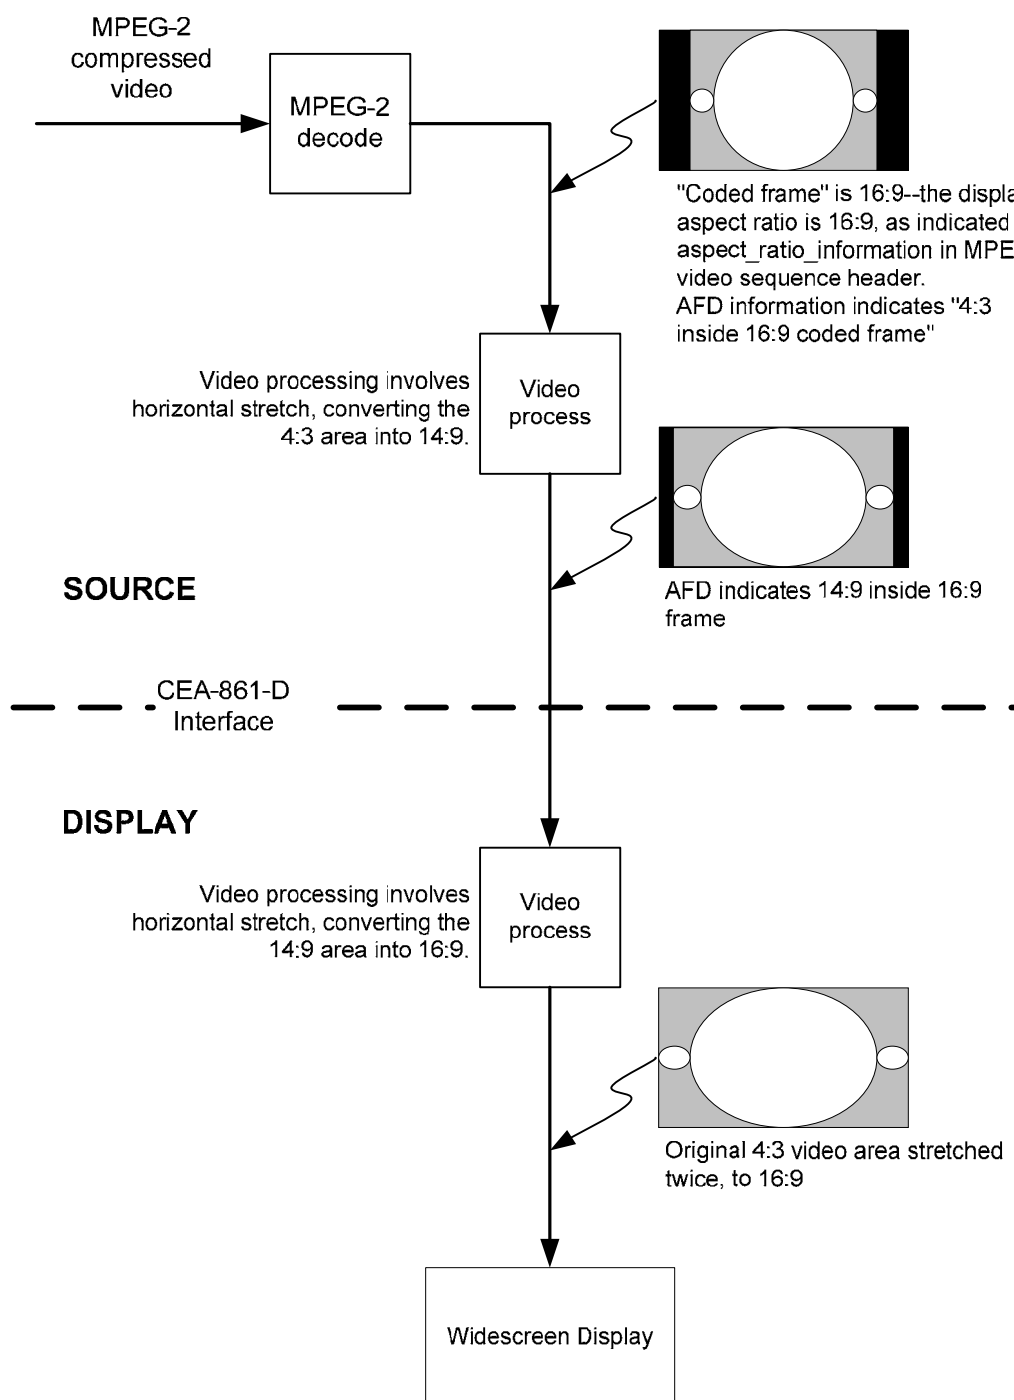 MPEG-2
compressed
video
MPEG-2
decode
"Coded frame" is 16:9--the displa
aspect ratio is 16:9, as indicated
aspect_ratio_information in MPE
video sequence header.
AFD information indicates "4:3
inside 16:9 coded frame"
Video processing involves
horizontal stretch, converting the
4:3 area into 14:9.
Video
process
AFD indicates 14:9 inside 16:9
frame
SOURCE
CEA-861-D
Interface
DISPLAY
Video processing involves
horizontal stretch, converting the
14:9 area into 16:9.
Video
process
Original 4:3 video area stretched
twice, to 16:9
Widescreen Display